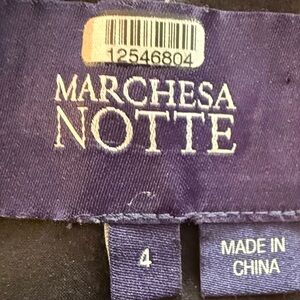 12546804
MARCHESA
NOTTE
4
MADE IN
CHINA